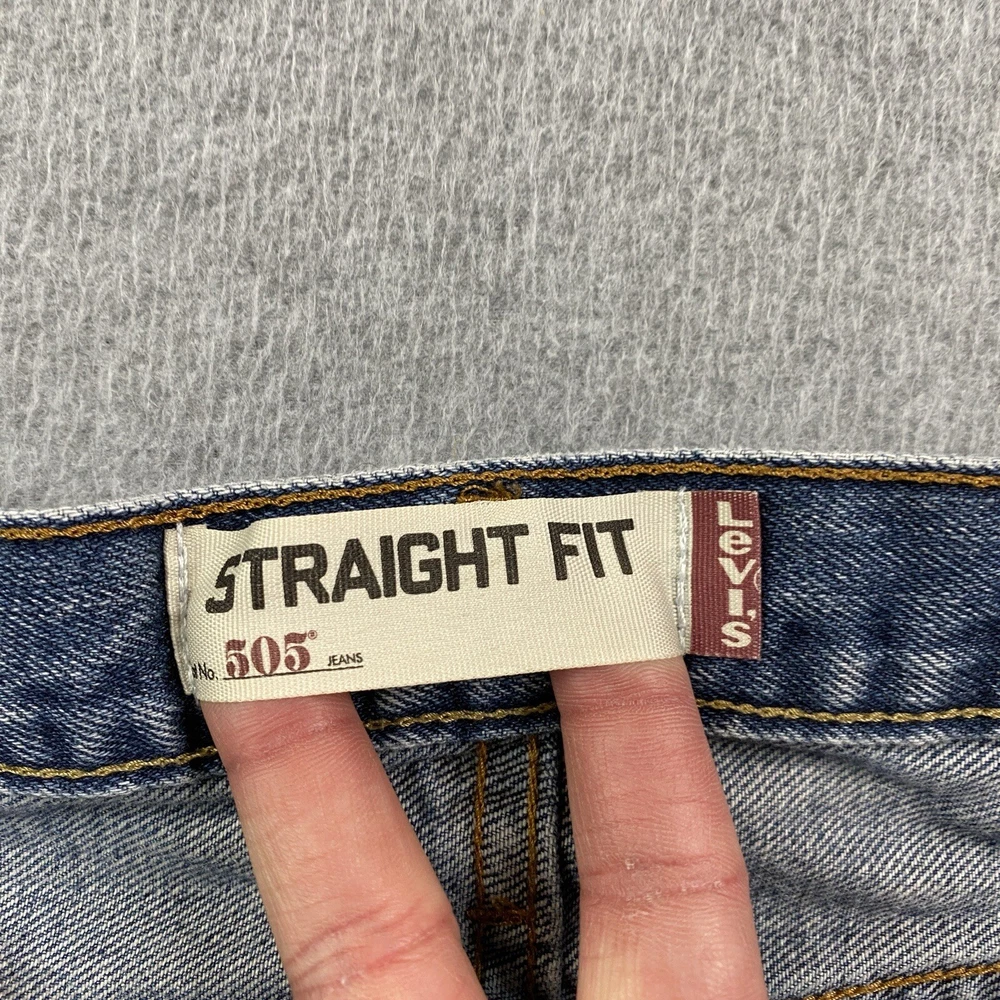 STRAIGHT FIT
No. 505® JEANS
Levi's